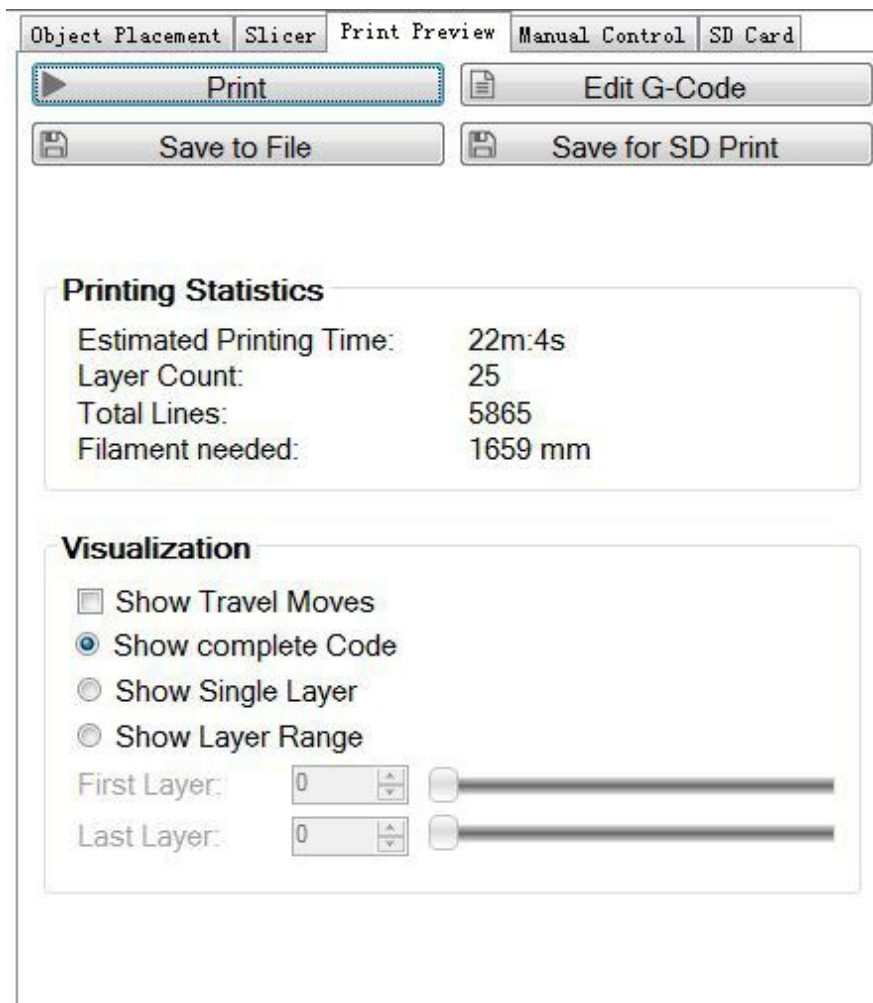 Object Placement Slicer Print Preview Manual Control SD Card
Print Edit G-Code
Save to File Save for SD Print
Printing Statistics
Estimated Printing Time: 22m:4s
Layer Count: 25
Total Lines: 5865
Filament needed: 1659 mm
Visualization
Show Travel Moves
Show complete Code
Show Single Layer
Show Layer Range
First Layer: 0
Last Layer: 0